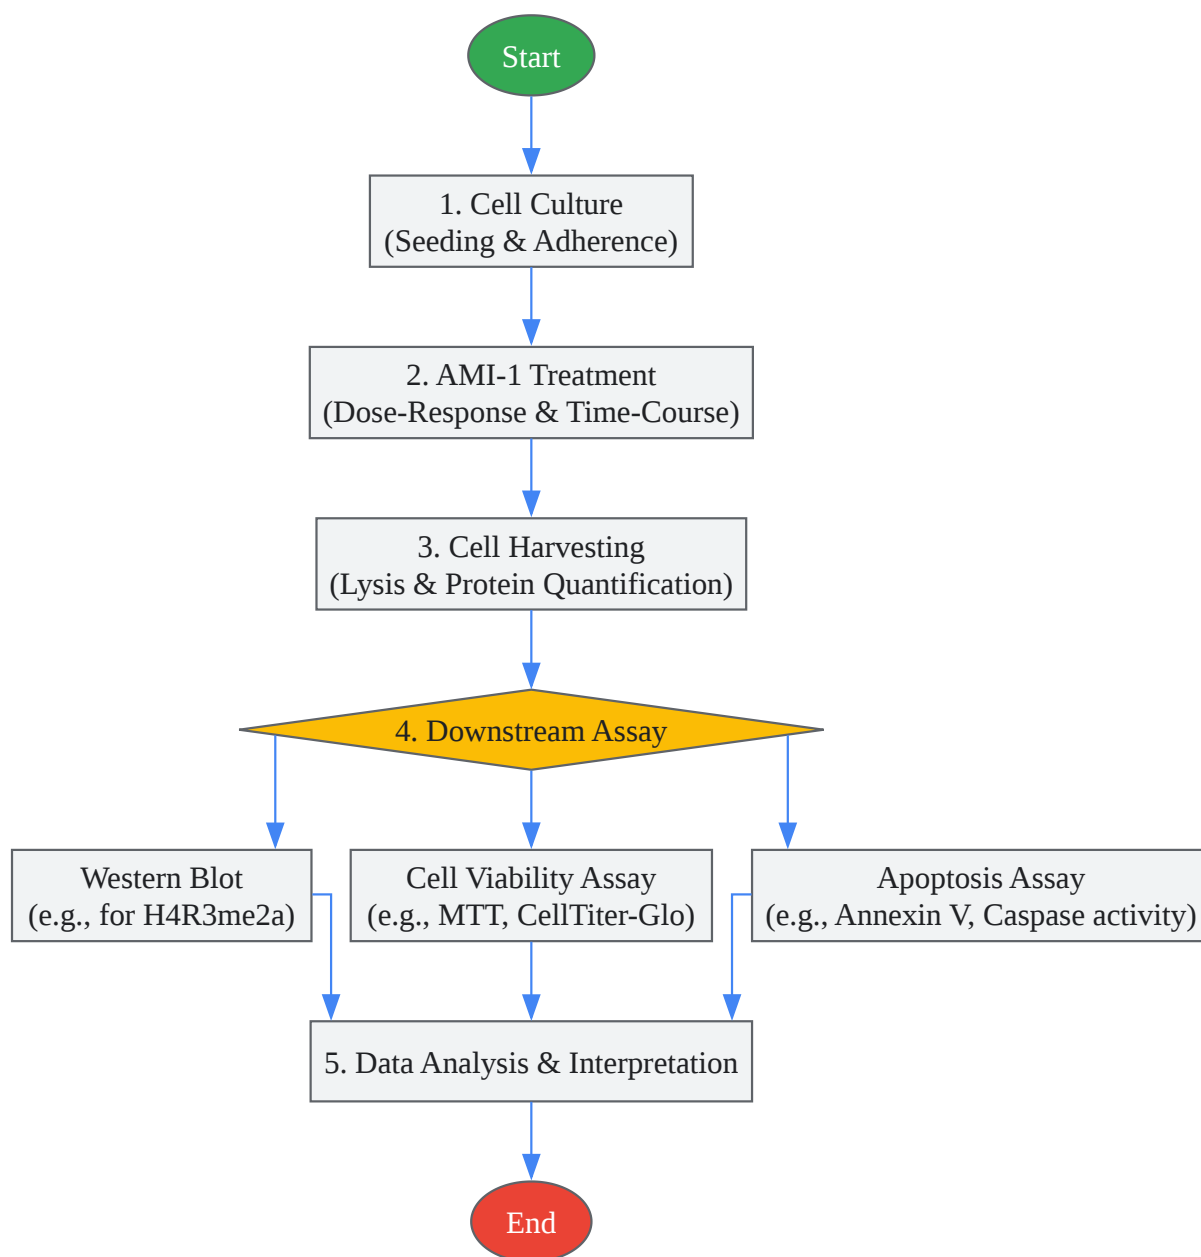 Start
1. Cell Culture
(Seeding & Adherence)
2. AMI-1 Treatment
(Dose-Response & Time-Course)
3. Cell Harvesting
(Lysis & Protein Quantification)
4. Downstream Assay
Western Blot
(e.g., for H4R3me2a)
Cell Viability Assay
(e.g., MTT, CellTiter-Glo)
Apoptosis Assay
(e.g., Annexin V, Caspase activity)
5. Data Analysis & Interpretation
End